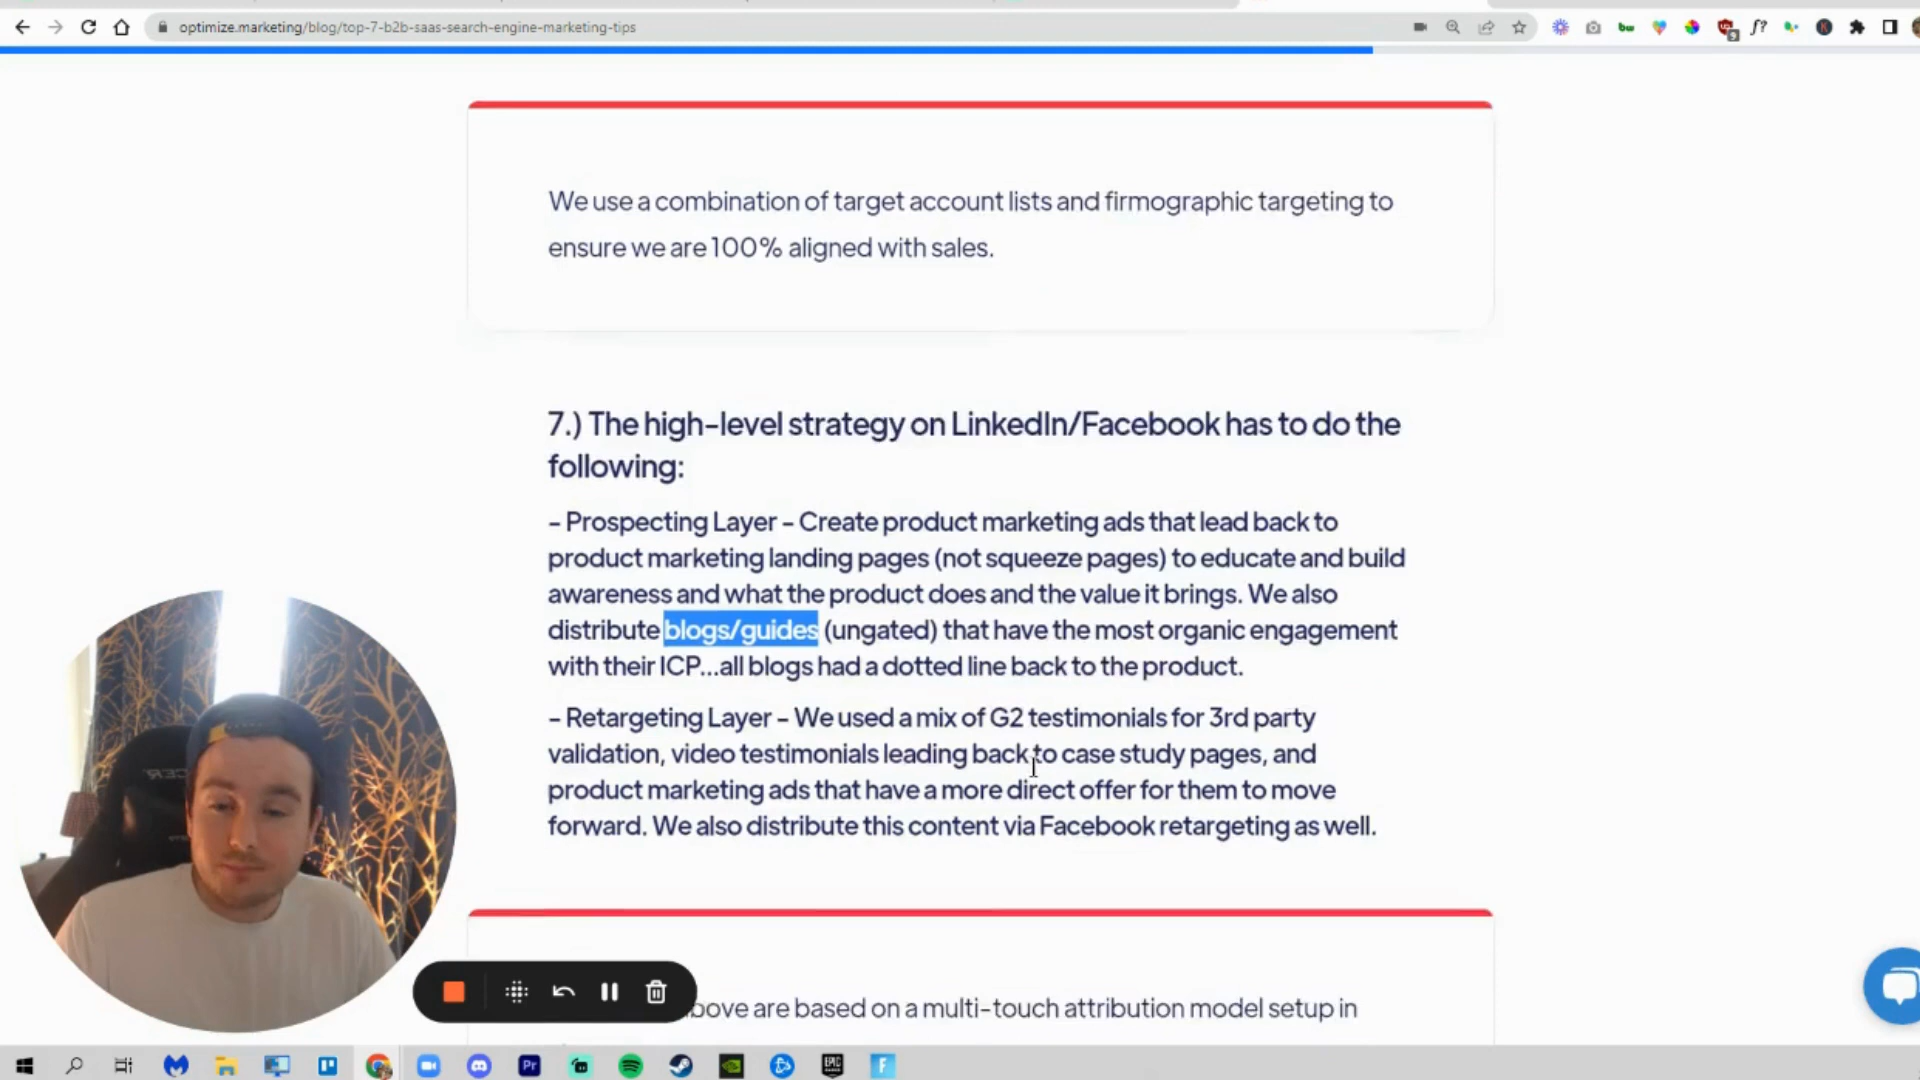 optimize.marketing/blog/top-7-b2b-saas-search-engine-marketing-tips
We use a combination of target account lists and firmographic targeting to
ensure we are 100% aligned with sales.
7.) The high-level strategy on LinkedIn/Facebook has to do the
following:
- Prospecting Layer - Create product marketing ads that lead back to
product marketing landing pages (not squeeze pages) to educate and build
awareness and what the product does and the value it brings. We also
distribute blogs/guides (ungated) that have the most organic engagement
with their ICP...all blogs had a dotted line back to the product.
- Retargeting Layer - We used a mix of G2 testimonials for 3rd party
validation, video testimonials leading back to case study pages, and
product marketing ads that have a more direct offer for them to move
forward. We also distribute this content via Facebook retargeting as well.
are based on a multi-touch attribution model setup in